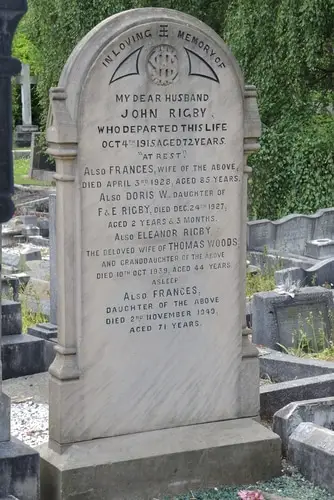 IN LOVING MEMORY OF
IHS
MY DEAR HUSBAND
JOHN RIGBY
WHO DEPARTED THIS LIFE
OCT 4TH 1915 AGED 72 YEARS.
"AT REST"
ALSO FRANCES, WIFE OF THE ABOVE,
DIED APRIL 3RD 1928, AGED 85 YEARS.
ALSO DORIS W. DAUGHTER OF
F & E RIGBY, DIED DEC. 24TH 1927,
AGED 2 YEARS & 3 MONTHS.
ALSO ELEANOR RIGBY,
THE BELOVED WIFE OF THOMAS WOODS
AND GRANDDAUGHTER OF THE ABOVE
DIED 10TH OCT. 1939, AGED 44 YEARS.
ASLEEP
ALSO FRANCES,
DAUGHTER OF THE ABOVE
DIED 2ND NOVEMBER 1949,
AGED 71 YEARS.